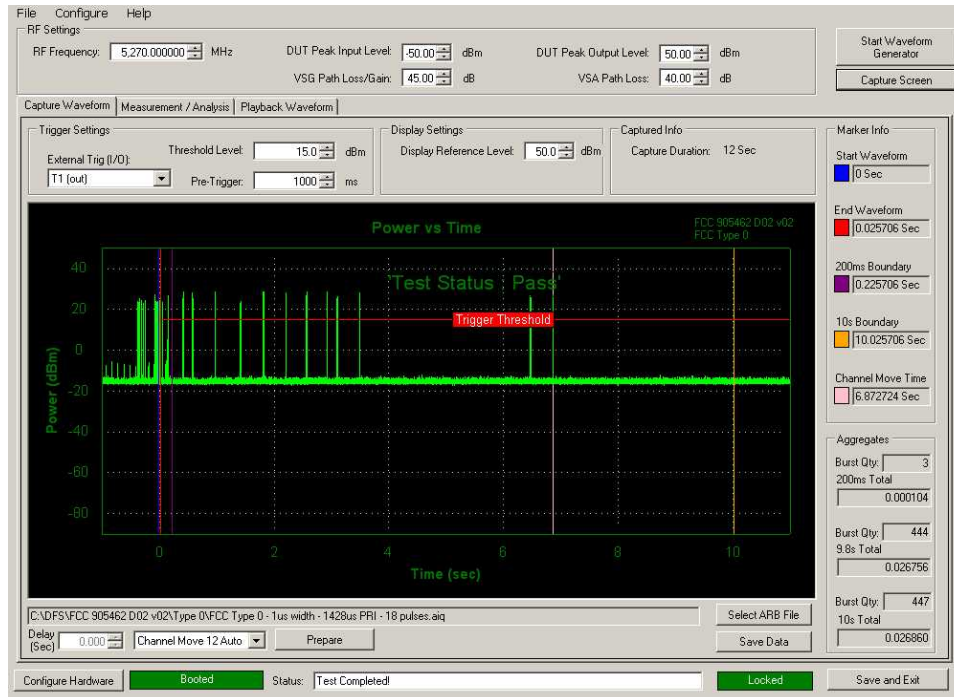 File Configure Help
RF Settings
RF Frequency: 5,270.000000 MHz DUT Peak Input Level: -50.00 dBm DUT Peak Output Level: 50.00 dBm
VSG Path Loss/Gain: 45.00 dB VSA Path Loss: 40.00 dB
Start Waveform Generator
Capture Screen
Capture Waveform Measurement / Analysis Playback Waveform
Trigger Settings
External Trig (I/O): Threshold Level: 15.0 dBm
T1 (out) Pre-Trigger: 1000 ms
Display Settings
Display Reference Level: 50.0 dBm
Captured Info
Capture Duration: 12 Sec
Marker Info
Start Waveform
0 Sec
End Waveform
0.025706 Sec
200ms Boundary
0.225706 Sec
10s Boundary
10.025706 Sec
Channel Move Time
6.872724 Sec
Power vs Time
FCC 905462 D02 v02
FCC Type 0
'Test Status : Pass'
Trigger Threshold
Power (dBm)
40
20
0
-20
-40
-60
-80
0 2 4 6 8 10
Time (sec)
Aggregates
Burst Qty: 3
200ms Total
0.000104
Burst Qty: 444
9.8s Total
0.026756
Burst Qty: 447
10s Total
0.026860
C:\DFS\FCC 905462 D02 v02\Type 0\FCC Type 0 - 1us width - 1428us PRI - 18 pulses.aiq
Select ARB File
Delay (Sec) 0.000 Channel Move 12 Auto Prepare
Save Data
Configure Hardware Booted Status: Test Completed! Locked Save and Exit